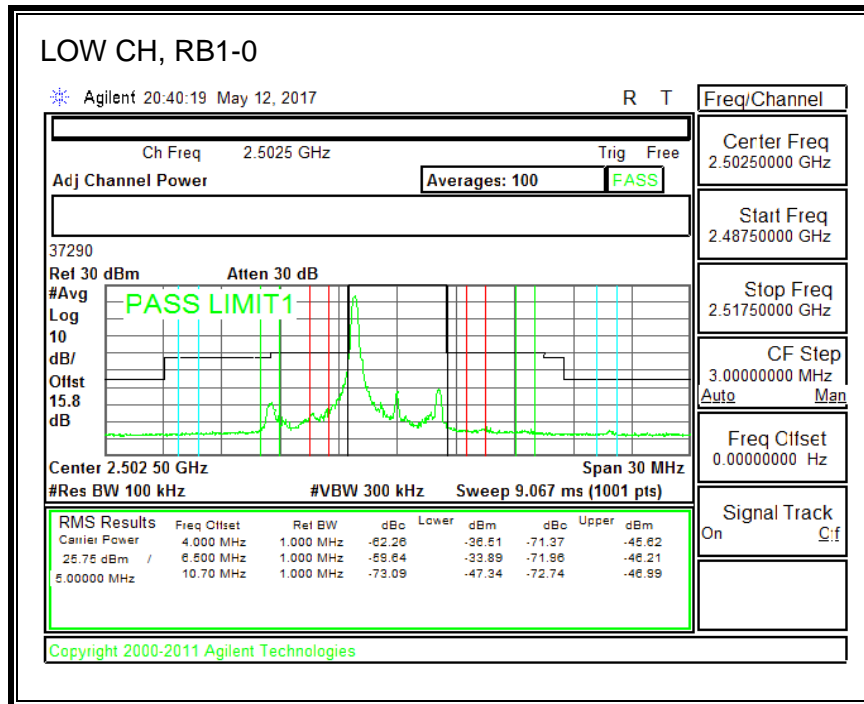 LOW CH, RB1-0
Agilent 20:40:19 May 12, 2017 R T
Freq/Channel
Ch Freq 2.5025 GHz Trig Free
Adj Channel Power Averages: 100 PASS
Center Freq
2.50250000 GHz
Start Freq
2.48750000 GHz
Stop Freq
2.51750000 GHz
CF Step
3.00000000 MHz
Auto Man
Freq Offset
0.00000000 Hz
Signal Track
On Off
37290
Ref 30 dBm Atten 30 dB
#Avg
Log
10
dB/
Offst
15.8
dB
PASS LIMIT1
Center 2.502 50 GHz Span 30 MHz
#Res BW 100 kHz #VBW 300 kHz Sweep 9.067 ms (1001 pts)
RMS Results Freq Offset Ref BW dBc Lower dBm dBc Upper dBm
Carrier Power 4.000 MHz 1.000 MHz -62.26 -36.51 -71.37 -45.62
25.75 dBm / 6.500 MHz 1.000 MHz -59.64 -33.89 -71.96 -46.21
5.00000 MHz 10.70 MHz 1.000 MHz -73.09 -47.34 -72.74 -46.99
Copyright 2000-2011 Agilent Technologies